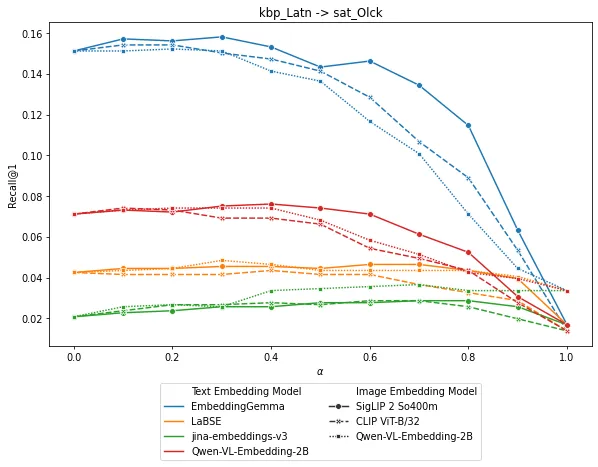 kbp_Latn -> sat_Olck
Recall@1
0.16
0.14
0.12
0.10
0.08
0.06
0.04
0.02
0.0 0.2 0.4 0.6 0.8 1.0
α
Text Embedding Model
EmbeddingGemma
LaBSE
jina-embeddings-v3
Qwen-VL-Embedding-2B
Image Embedding Model
SigLIP 2 So400m
CLIP ViT-B/32
Qwen-VL-Embedding-2B